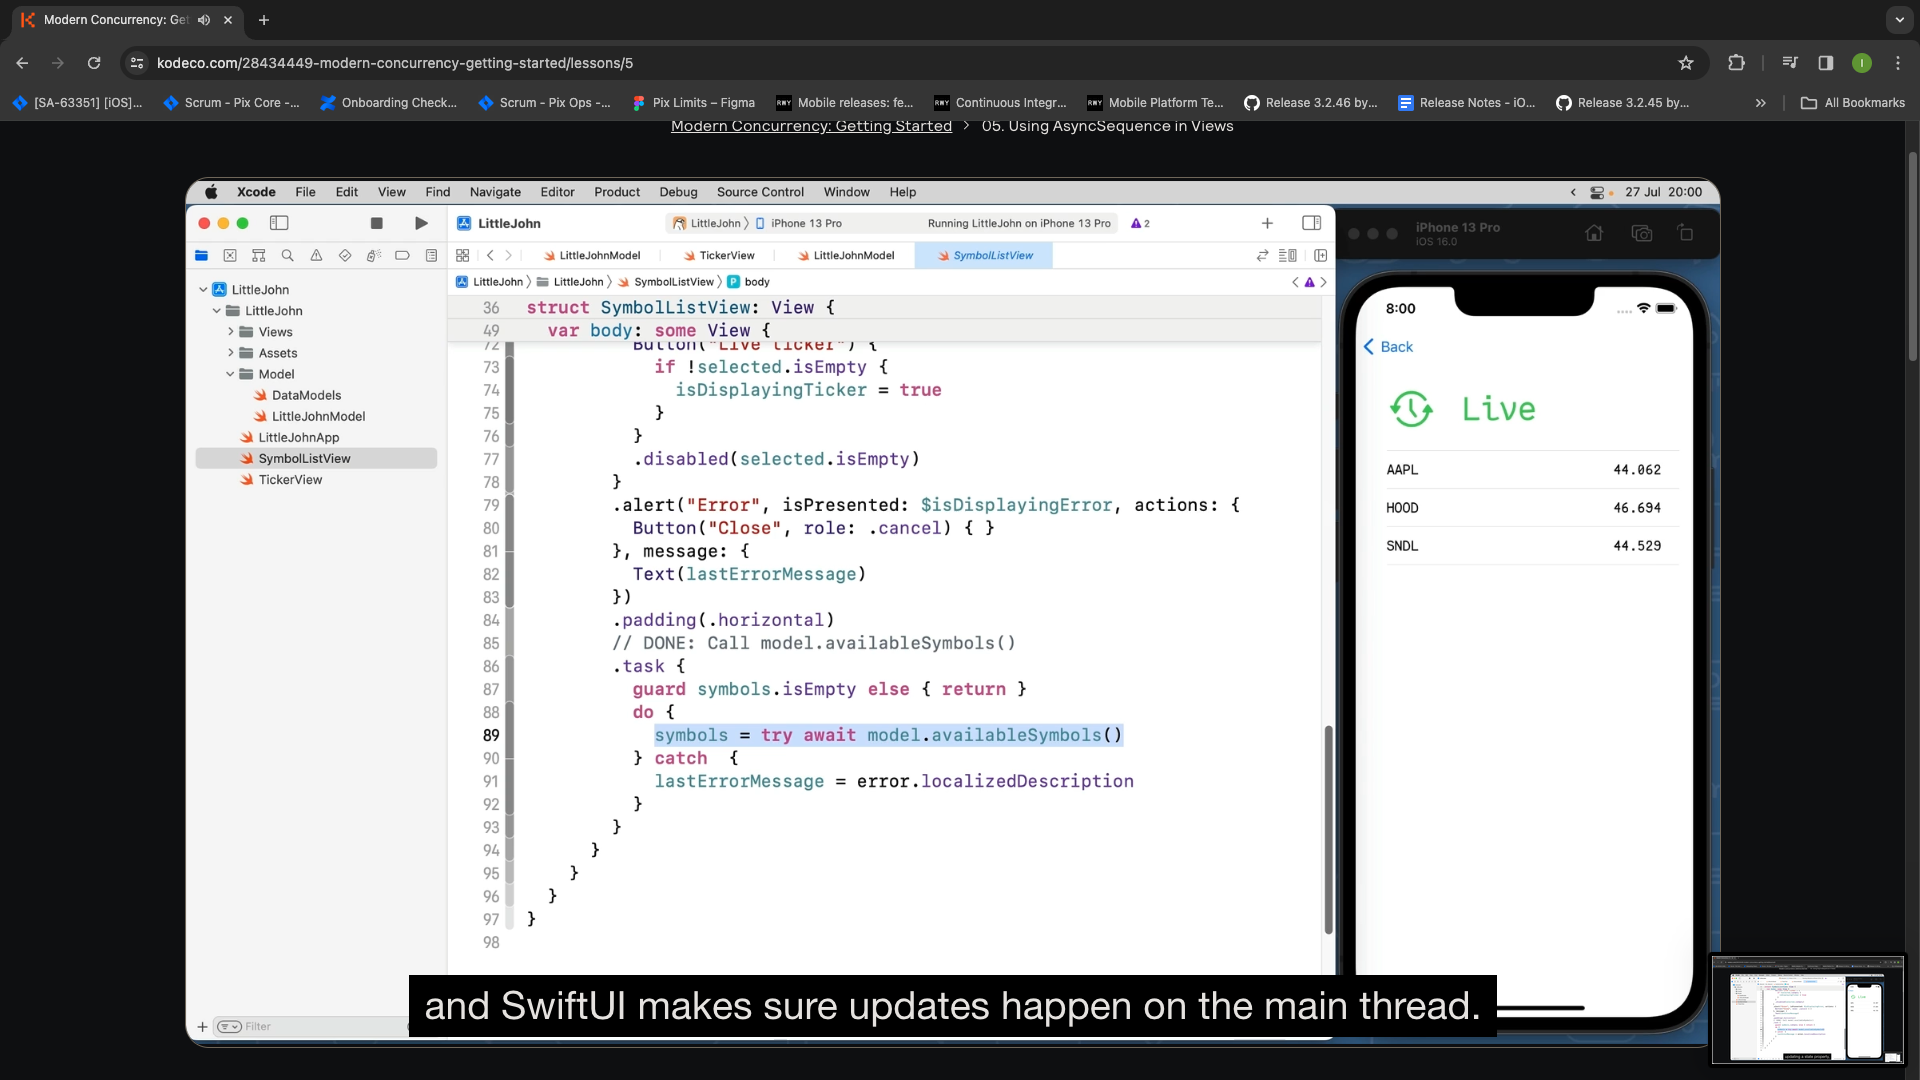 Modern Concurrency: Get
kodeco.com/28434449-modern-concurrency-getting-started/lessons/5
[SA-63351] [iOS]...
Scrum - Pix Core -...
Onboarding Check...
Scrum - Pix Ops -...
Pix Limits – Figma
Mobile releases: fe...
Continuous Integr...
Mobile Platform Te...
Release 3.2.46 by...
Release Notes - iO...
Release 3.2.45 by...
»
All Bookmarks
Modern Concurrency: Getting Started > 05. Using AsyncSequence in Views
Xcode File Edit View Find Navigate Editor Product Debug Source Control Window Help
27 Jul 20:00
LittleJohn
LittleJohn > iPhone 13 Pro
Running LittleJohn on iPhone 13 Pro
2
LittleJohnModel
TickerView
LittleJohnModel
SymbolListView
LittleJohn > LittleJohn > SymbolListView > P body
LittleJohn
LittleJohn
Views
Assets
Model
DataModels
LittleJohnModel
LittleJohnApp
SymbolListView
TickerView
Filter
36 struct SymbolListView: View {
49 var body: some View {
72 Button("Live ticker") {
73 if !selected.isEmpty {
74 isDisplayingTicker = true
75 }
76 }
77 .disabled(selected.isEmpty)
78 }
79 .alert("Error", isPresented: $isDisplayingError, actions: {
80 Button("Close", role: .cancel) { }
81 }, message: {
82 Text(lastErrorMessage)
83 })
84 .padding(.horizontal)
85 // DONE: Call model.availableSymbols()
86 .task {
87 guard symbols.isEmpty else { return }
88 do {
89 symbols = try await model.availableSymbols()
90 } catch {
91 lastErrorMessage = error.localizedDescription
92 }
93 }
94 }
95 }
96 }
97 }
98
iPhone 13 Pro
iOS 16.0
8:00
Back
Live
AAPL 44.062
HOOD 46.694
SNDL 44.529
and SwiftUI makes sure updates happen on the main thread.